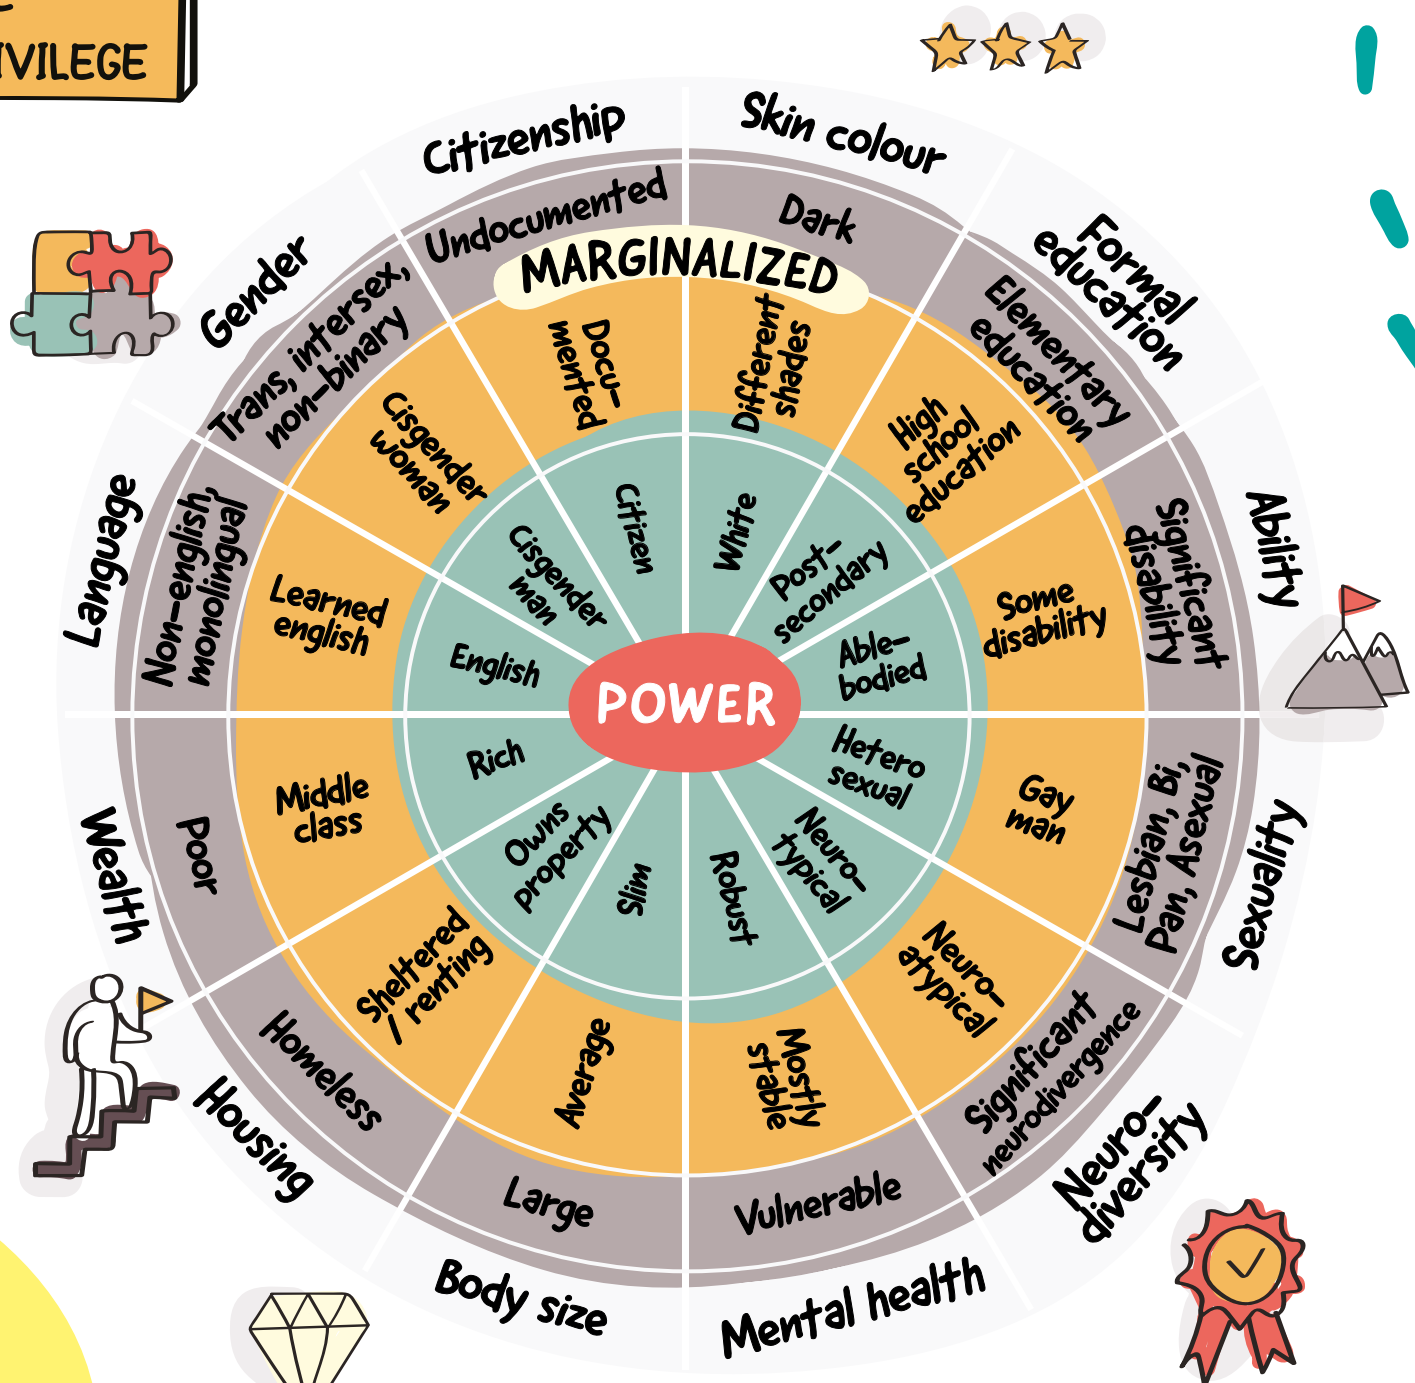 IVILEGE
Citizenship
Undocumented
Docu-
mented
Citizen
Skin colour
Dark
Different
shades
White
Formal
education
Elementary
education
High
school
education
Post-
secondary
Ability
Significant
disability
Some
disability
Able-
bodied
Sexuality
Lesbian, Bi,
Pan, Asexual
Gay
man
Hetero
sexual
Neuro-
diversity
Significant
neurodivergence
Neuro-
atypical
Neuro-
typical
Mental health
Vulnerable
Mostly
stable
Robust
Body size
Large
Average
Slim
Housing
Homeless
Sheltered
/ renting
Owns
property
Wealth
Poor
Middle
class
Rich
Language
Non-english,
monolingual
Learned
english
English
Gender
Trans, intersex,
non-binary
Cisgender
woman
Cisgender
man
MARGINALIZED
POWER